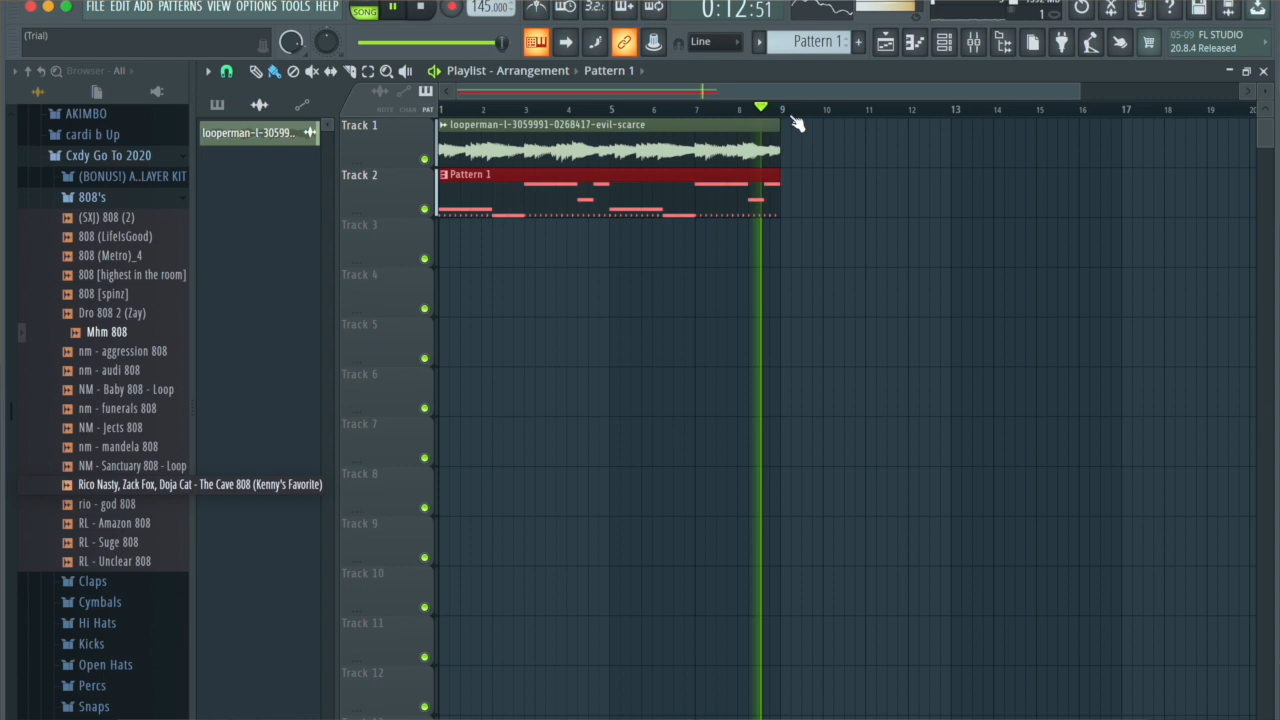 FILE EDIT ADD PATTERNS VIEW OPTIONS TOOLS HELP
SONG
145.000
3.2.
0:12:51
1
(Trial)
Line
Pattern 1
05-09 FL STUDIO
20.8.4 Released
Browser - All
Playlist - Arrangement › Pattern 1 ›
NOTE CHAN PAT
1 2 3 4 5 6 7 8 9 10 11 12 13 14 15 16 17 18 19 20
AKIMBO
cardi b Up
Cxdy Go To 2020
(BONUS!) A..LAYER KIT
808's
(SXJ) 808 (2)
808 (LifeIsGood)
808 (Metro)_4
808 [highest in the room]
808 [spinz]
Dro 808 2 (Zay)
Mhm 808
nm - aggression 808
nm - audi 808
NM - Baby 808 - Loop
nm - funerals 808
NM - Jects 808
nm - mandela 808
NM - Sanctuary 808 - Loop
Rico Nasty, Zack Fox, Doja Cat - The Cave 808 (Kenny's Favorite)
rio - god 808
RL - Amazon 808
RL - Suge 808
RL - Unclear 808
Claps
Cymbals
Hi Hats
Kicks
Open Hats
Percs
Snaps
looperman-l-30599..
Track 1
looperman-l-3059991-0268417-evil-scarce
Track 2
Pattern 1
Track 3
Track 4
Track 5
Track 6
Track 7
Track 8
Track 9
Track 10
Track 11
Track 12